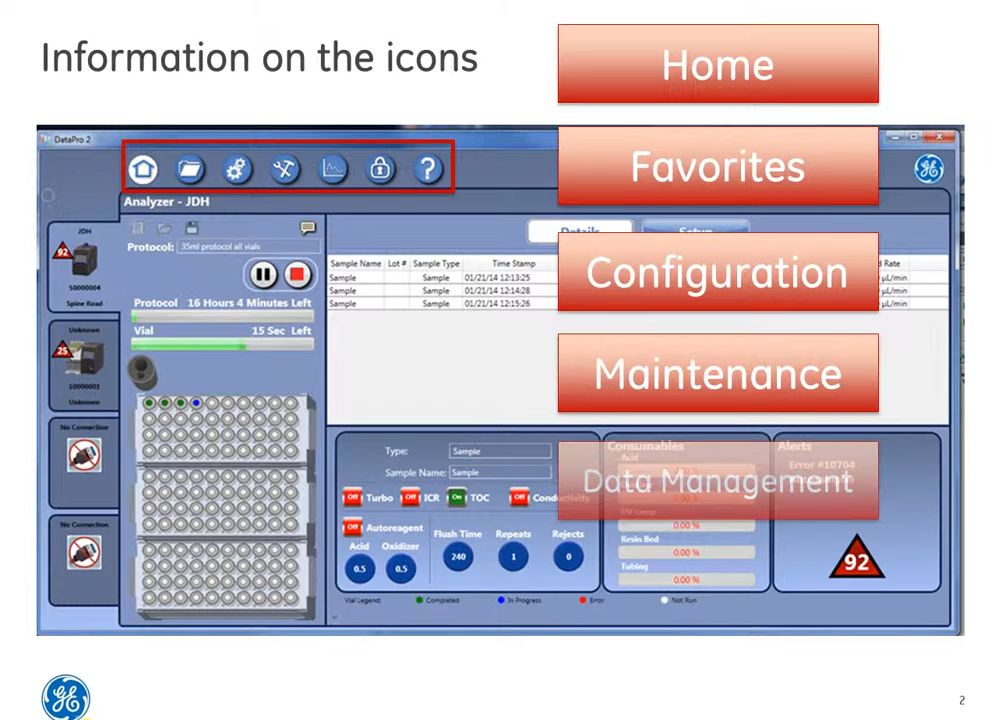 Information on the icons
Home
Favorites
Configuration
Maintenance
Data Management
DataPro 2
Analyzer - JDH
JDH
92
S0000004
Spine Road
Unknown
25
10000001
Unknown
No Connection
No Connection
Protocol: 35ml protocol all vials
Protocol 16 Hours 4 Minutes Left
Vial 15 Sec Left
Details Setup
Sample Name Lot # Sample Type Time Stamp Rate
Sample Sample 01/21/14 12:13:25 µL/min
Sample Sample 01/21/14 12:14:28 µL/min
Sample Sample 01/21/14 12:15:26 µL/min
Type: Sample
Sample Name: Sample
Off Turbo Off ICR On TOC Off Conductivity
Off Autoreagent
Acid Oxidizer Flush Time Repeats Rejects
0.5 0.5 240 1 0
Consumables
Acid
0.00 %
0.00 %
Resin Bed
0.00 %
Tubing
0.00 %
Alerts
Error #10704
92
Vial Legend: Completed In Progress Error Not Run
2